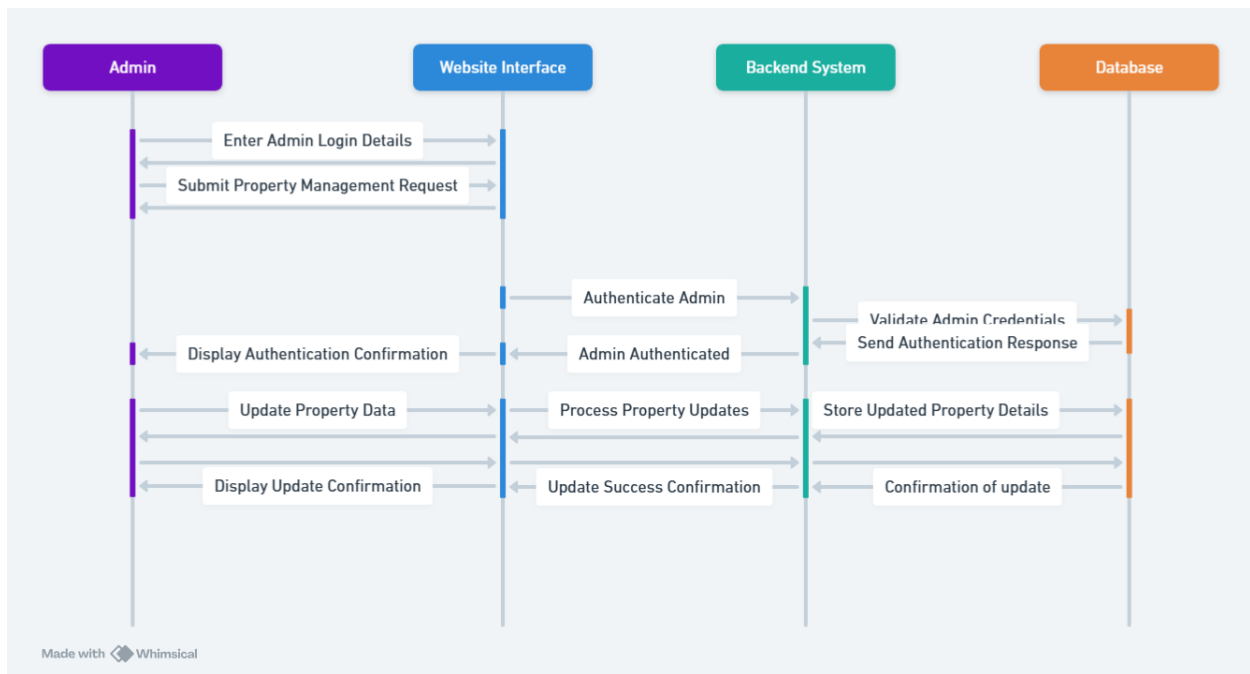 Admin
Website Interface
Backend System
Database
Enter Admin Login Details
Submit Property Management Request
Authenticate Admin
Validate Admin Credentials
Send Authentication Response
Display Authentication Confirmation
Admin Authenticated
Update Property Data
Process Property Updates
Store Updated Property Details
Display Update Confirmation
Update Success Confirmation
Confirmation of update
Made with Whimsical